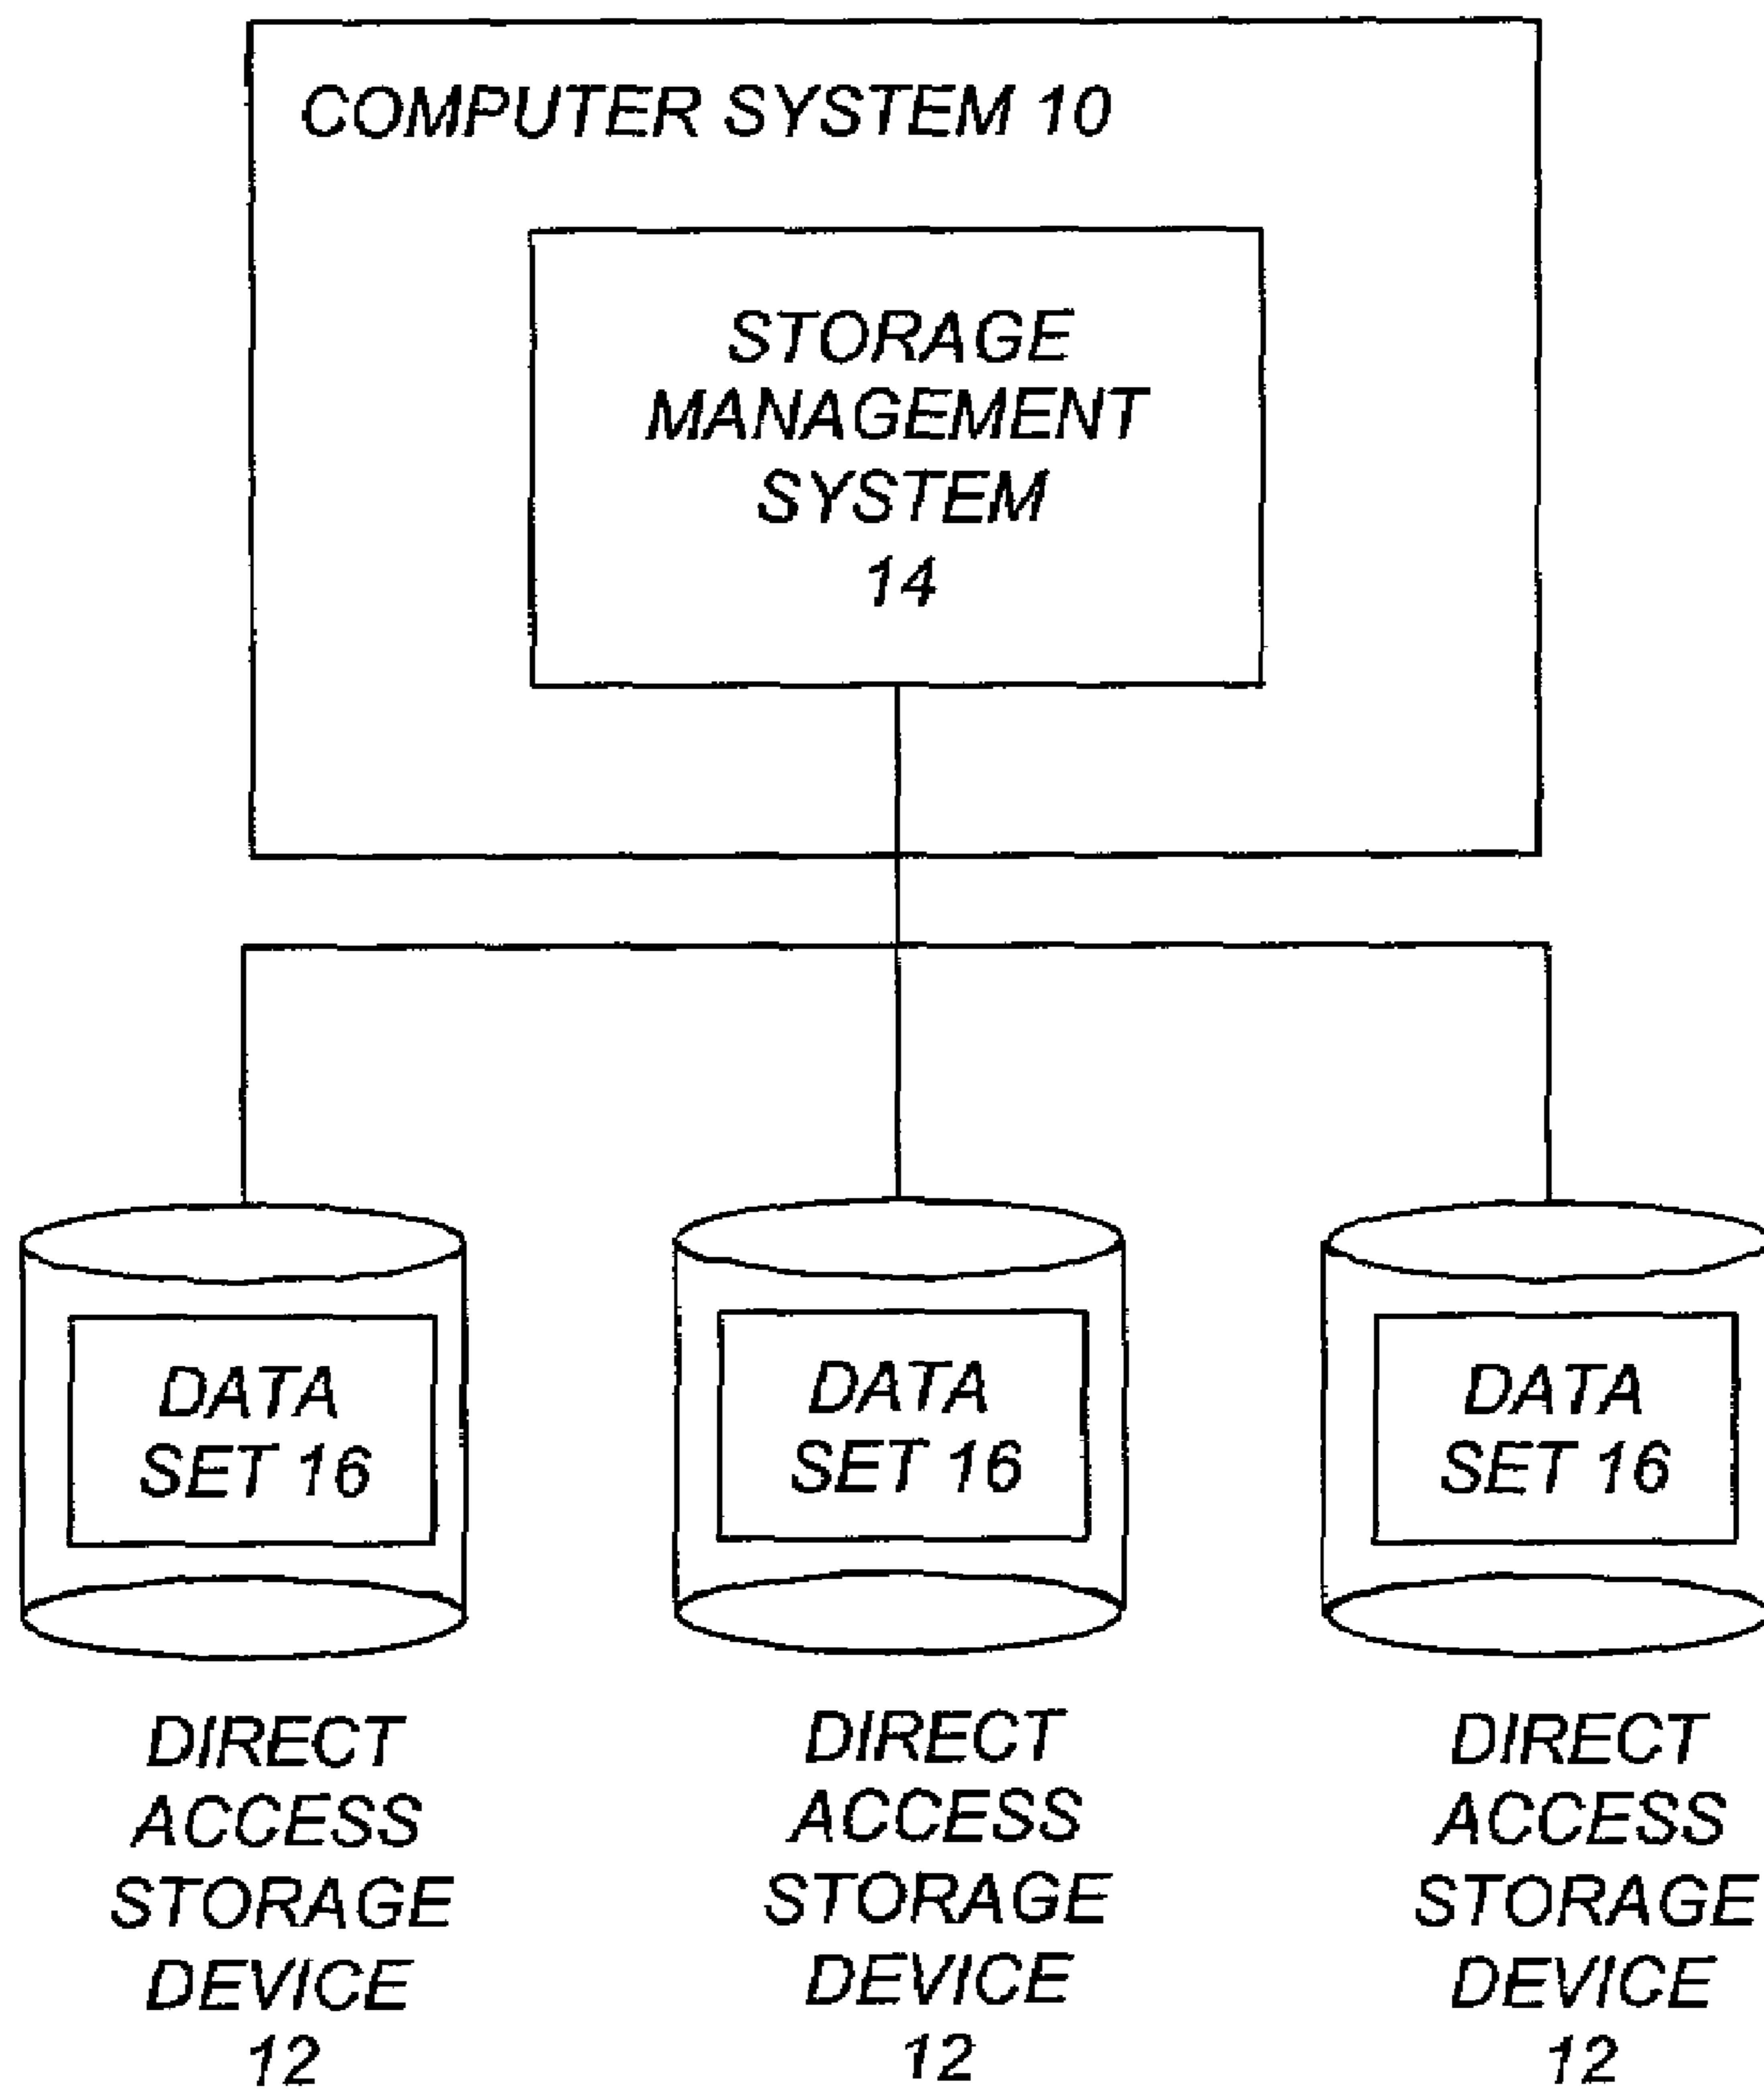 COMPUTER SYSTEM 10
STORAGE
MANAGEMENT
SYSTEM
14
DATA
SET 16
DATA
SET 16
DATA
SET 16
DIRECT
ACCESS
STORAGE
DEVICE
12
DIRECT
ACCESS
STORAGE
DEVICE
12
DIRECT
ACCESS
STORAGE
DEVICE
12